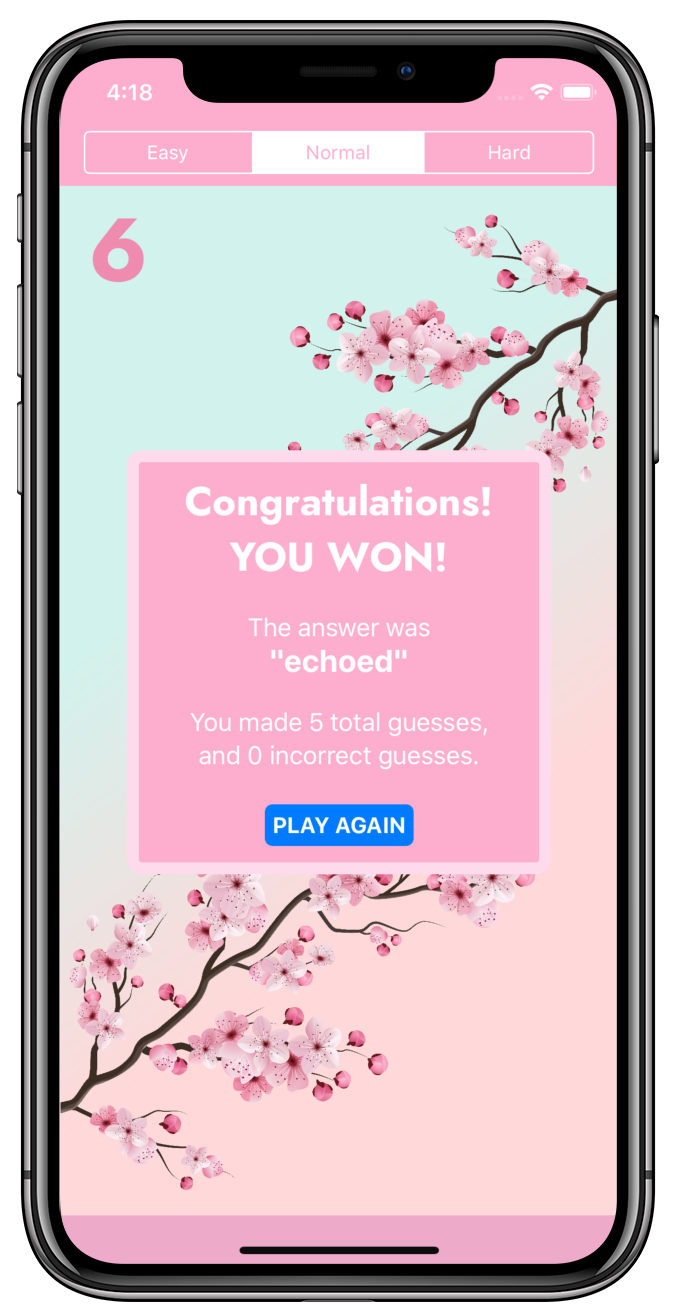 4:18
Easy Normal Hard
6
Congratulations!
YOU WON!
The answer was
"echoed"
You made 5 total guesses,
and 0 incorrect guesses.
PLAY AGAIN